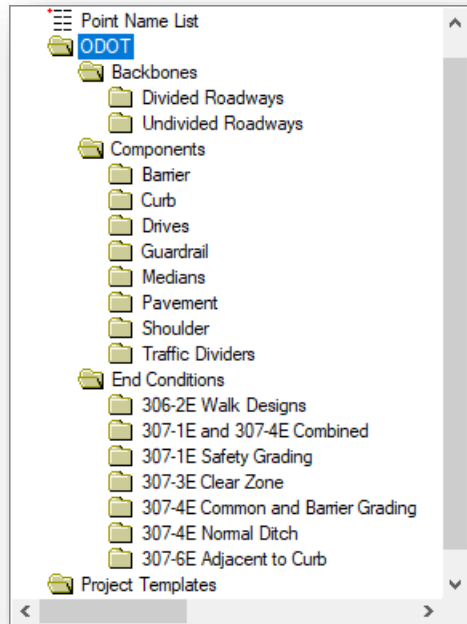 Point Name List
ODOT
Backbones
Divided Roadways
Undivided Roadways
Components
Barrier
Curb
Drives
Guardrail
Medians
Pavement
Shoulder
Traffic Dividers
End Conditions
306-2E Walk Designs
307-1E and 307-4E Combined
307-1E Safety Grading
307-3E Clear Zone
307-4E Common and Barrier Grading
307-4E Normal Ditch
307-6E Adjacent to Curb
Project Templates